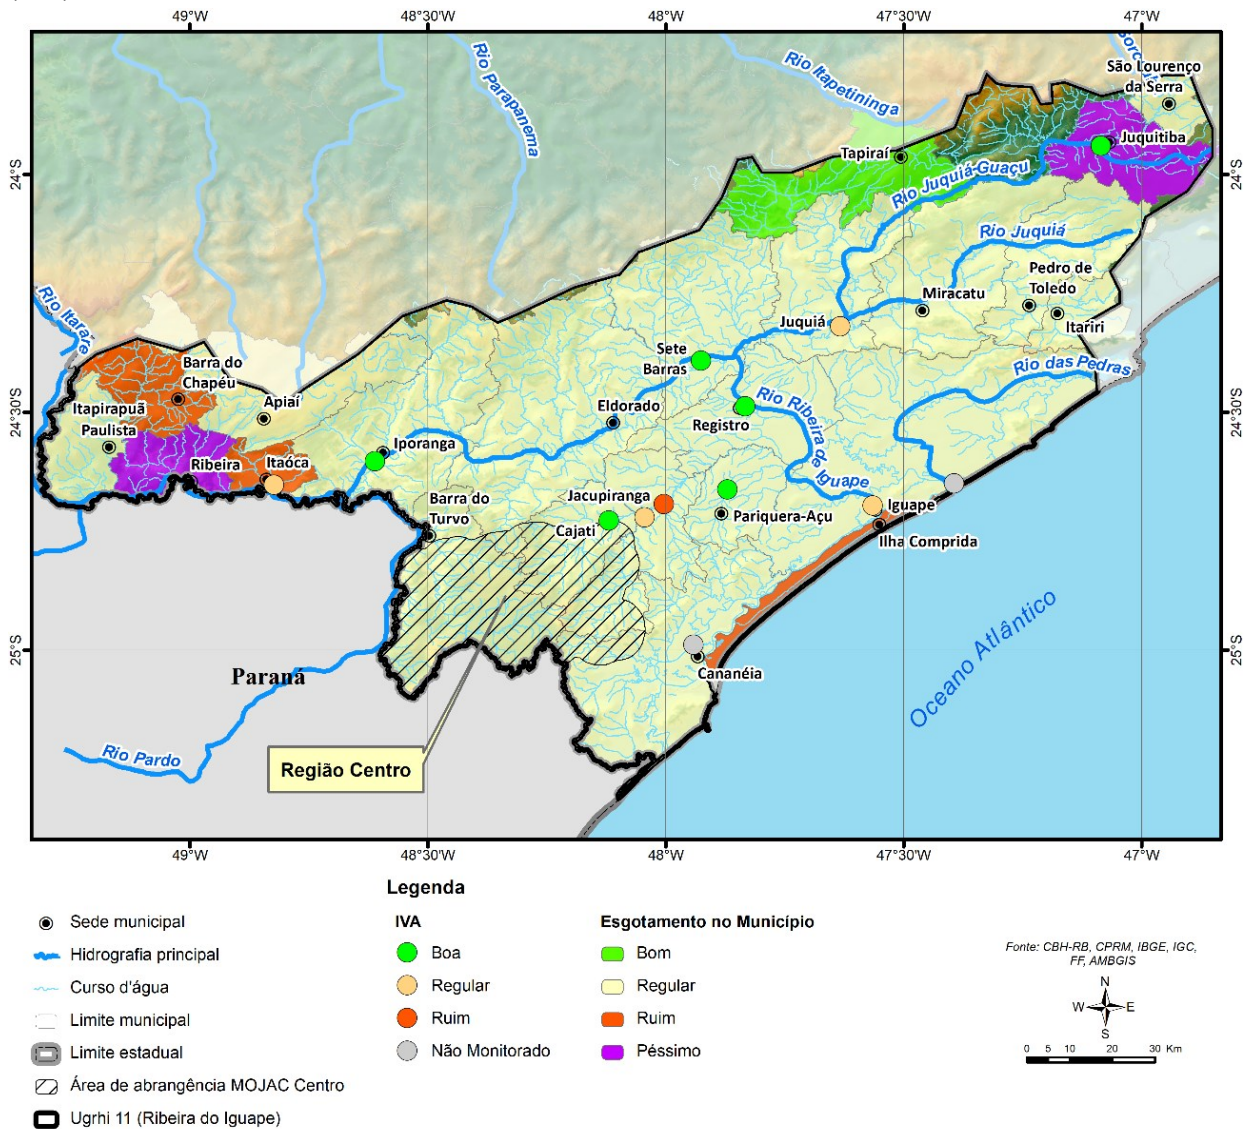 49°W 48°30'W 48°W 47°30'W 47°W
São Lourenço
da Serra
Juquitiba
Rio Parapanema
Rio Itapetininga
Tapiraí
24°S
24°S
Rio Juquiá-Guaçu
Rio Juquiá
Pedro de
Toledo
Miracatu
Itariri
Rio Itararé
Juquiá
Sete
Barras
Rio das Pedras
Barra do
Chapéu
Itapirapuã
Paulista
Apiaí
24°30'S
24°30'S
Eldorado
Registro
Rio Ribeira de Iguape
Iporanga
Ribeira
Itaóca
Barra do
Turvo
Jacupiranga
Cajati
Pariquera-Açu
Iguape
Ilha Comprida
25°S
25°S
Cananéia
Oceano Atlântico
Paraná
Rio Pardo
Região Centro
49°W 48°30'W 48°W 47°30'W 47°W
Legenda
Sede municipal
Hidrografia principal
Curso d'água
Limite municipal
Limite estadual
Área de abrangência MOJAC Centro
Ugrhi 11 (Ribeira do Iguape)
IVA
Boa
Regular
Ruim
Não Monitorado
Esgotamento no Município
Bom
Regular
Ruim
Péssimo
Fonte: CBH-RB, CPRM, IBGE, IGC,
FF, AMBGIS
N
W E
S
0 5 10 20 30 Km